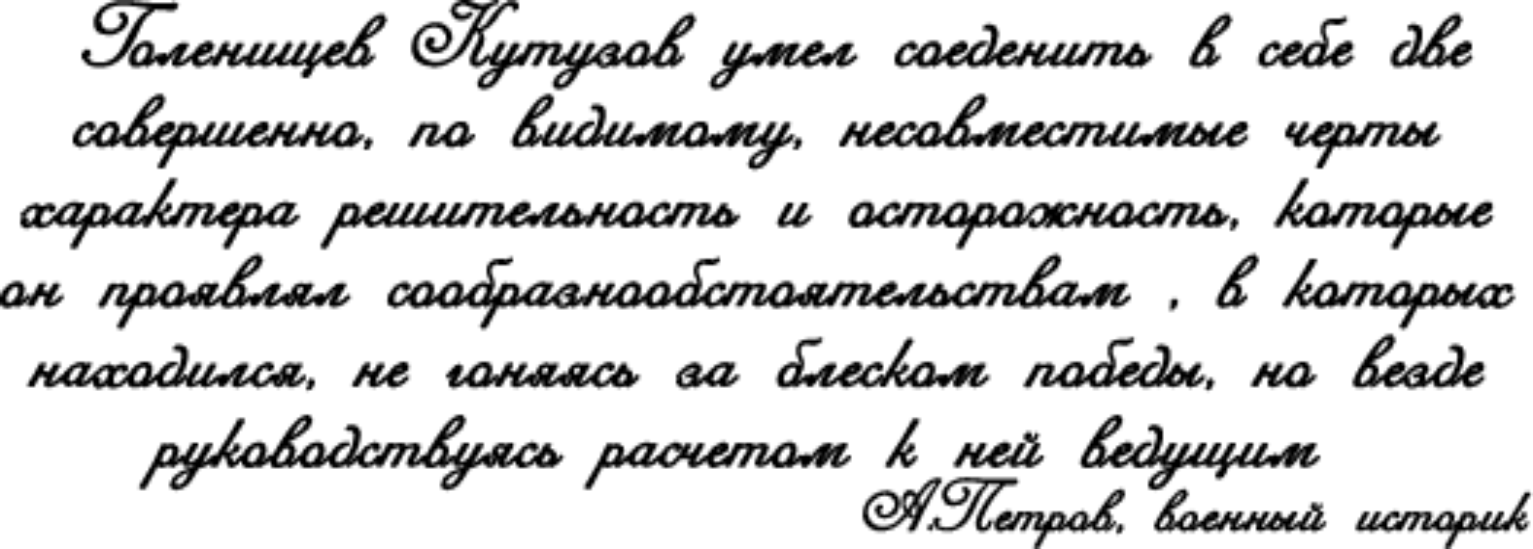 Голенищев Кутузов умел соеденить в себе две
совершенно, по видимому, несовместимые черты
характера решительность и осторожность, которые
он проявлял сообразнообстоятельствам , в которых
находился, не гоняясь за блеском победы, но везде
руководствуясь расчетом к ней ведущим
А.Петров, военный историк